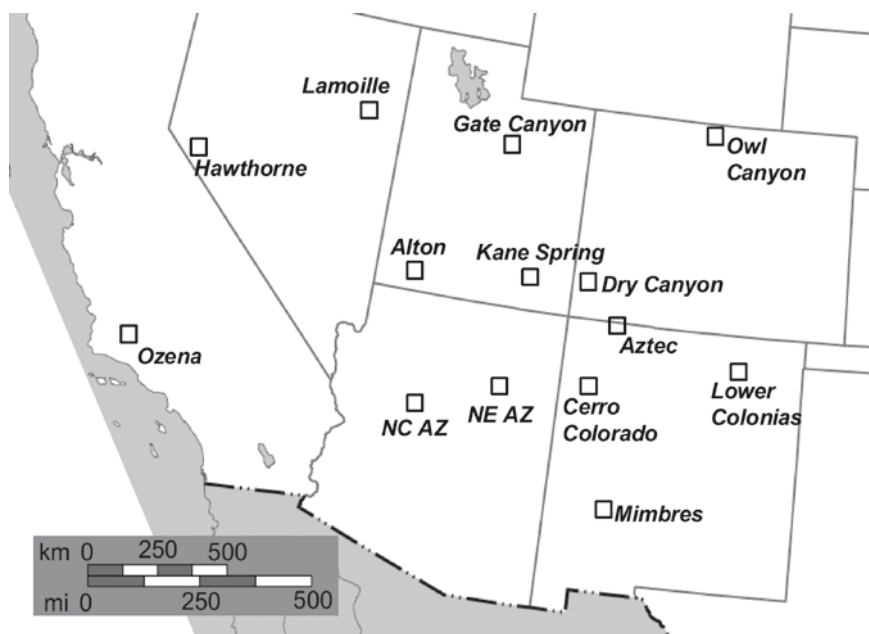 Lamoille
Gate Canyon
Owl
Canyon
Hawthorne
Alton
Kane Spring
Dry Canyon
Ozena
Aztec
NC AZ
NE AZ
Cerro
Colorado
Lower
Colonias
Mimbres
km 0 250 500
mi 0 250 500